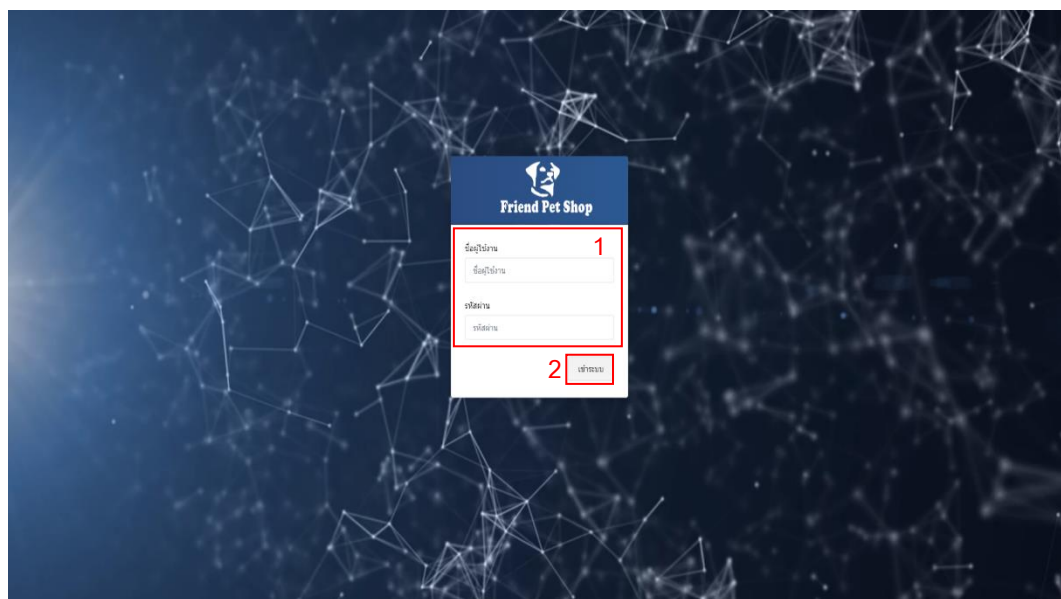 Friend Pet Shop
ชื่อผู้ใช้งาน
1
ชื่อผู้ใช้งาน
รหัสผ่าน
รหัสผ่าน
2
เข้าระบบ